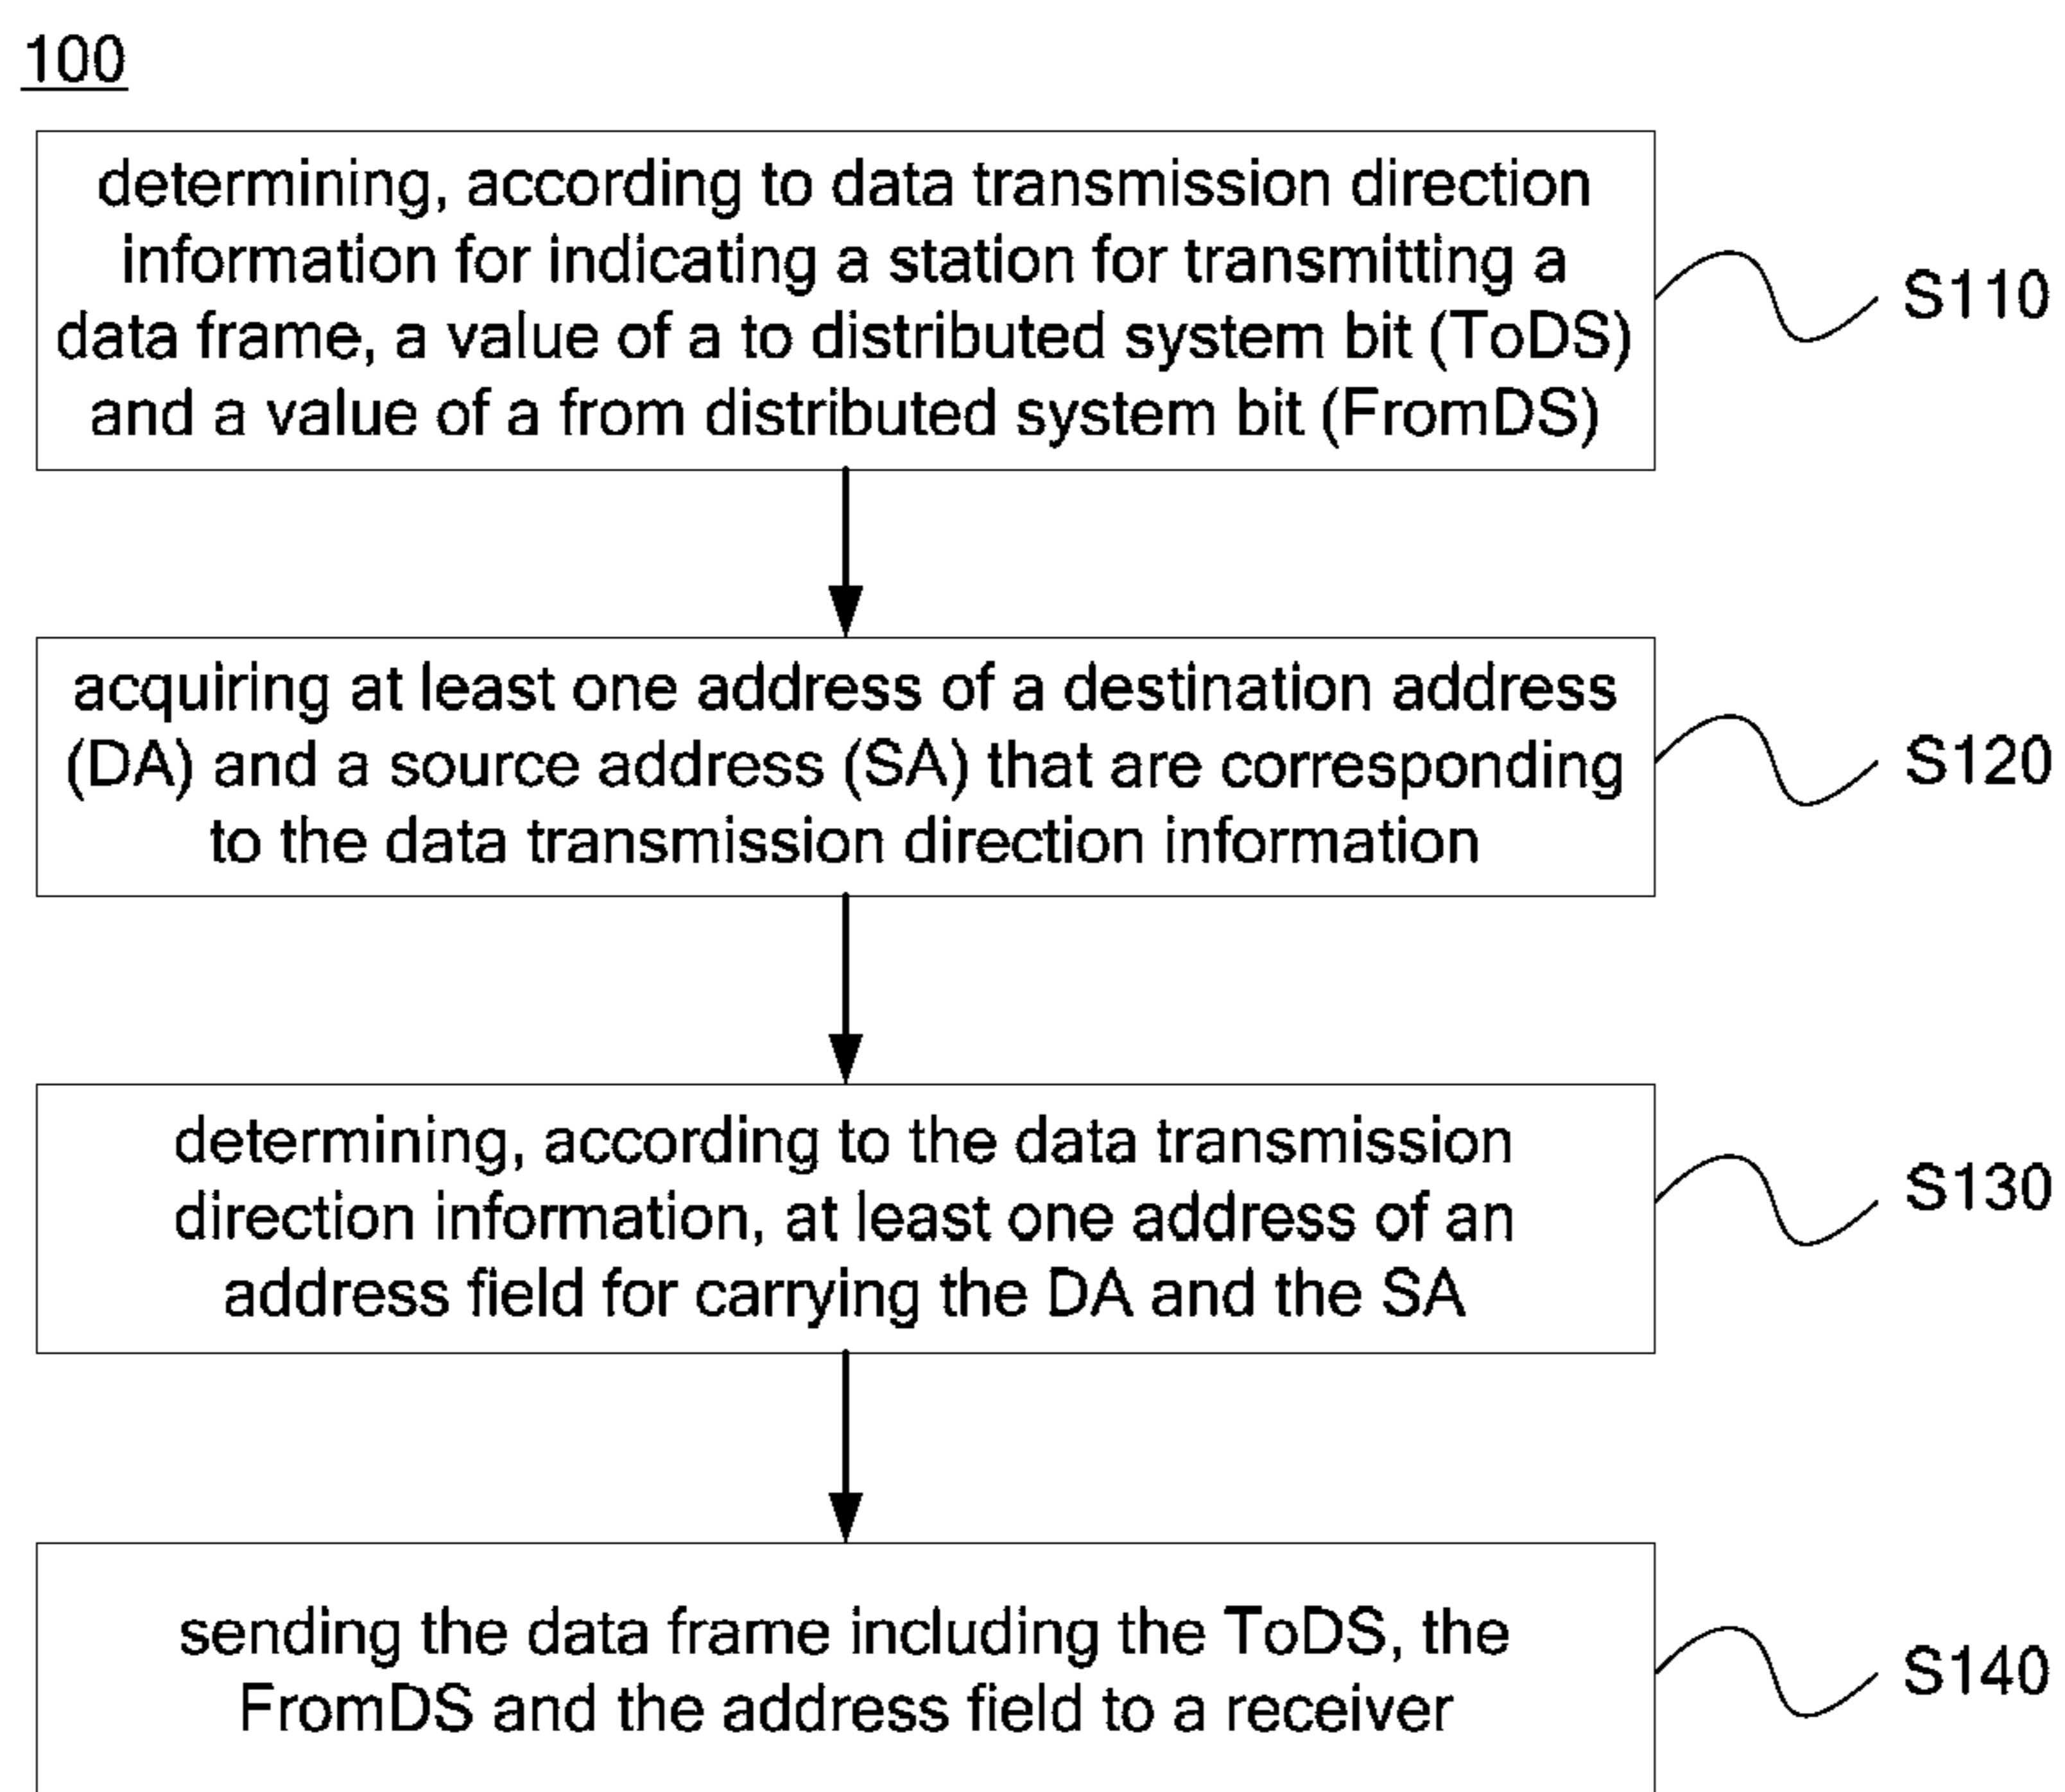 100
determining, according to data transmission direction
information for indicating a station for transmitting a
data frame, a value of a to distributed system bit (ToDS)
and a value of a from distributed system bit (FromDS)
S110
acquiring at least one address of a destination address
(DA) and a source address (SA) that are corresponding
to the data transmission direction information
S120
determining, according to the data transmission
direction information, at least one address of an
address field for carrying the DA and the SA
S130
sending the data frame including the ToDS, the
FromDS and the address field to a receiver
S140